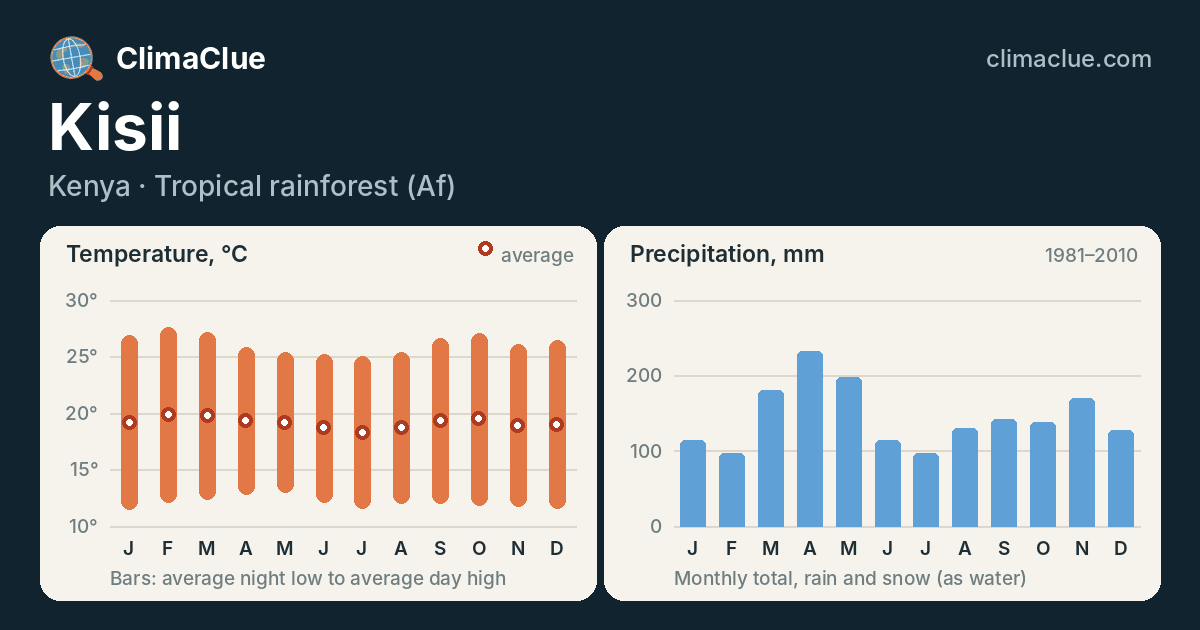 ClimaClue
climaclue.com
Kisii
Kenya · Tropical rainforest (Af)
Temperature, °C
average
30°
25°
20°
15°
10°
J F M A M J J A S O N D
Bars: average night low to average day high
Precipitation, mm
1981–2010
300
200
100
0
J F M A M J J A S O N D
Monthly total, rain and snow (as water)